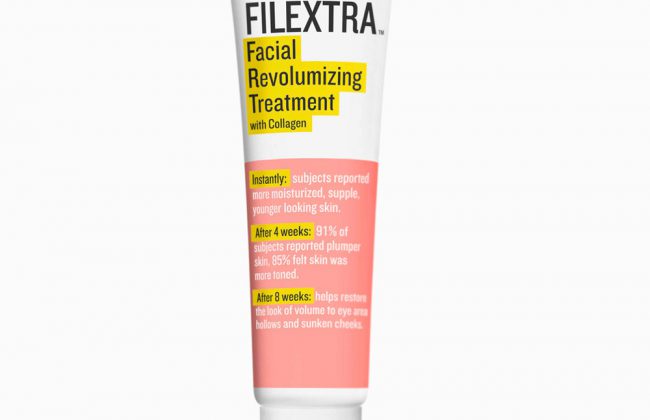 FILEXTRA™
Facial
Revolumizing
Treatment
with Collagen
Instantly: subjects reported
more moisturized, supple,
younger looking skin.
After 4 weeks: 91% of
subjects reported plumper
skin, 85% felt skin was
more toned.
After 8 weeks: helps restore
the look of volume to eye area
hollows and sunken cheeks.